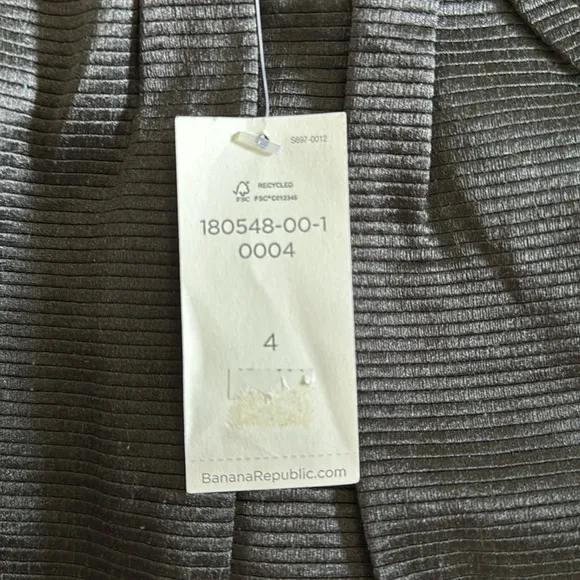 S697-0012
RECYCLED
FSC FSC®C012345
180548-00-1
0004
4
BananaRepublic.com